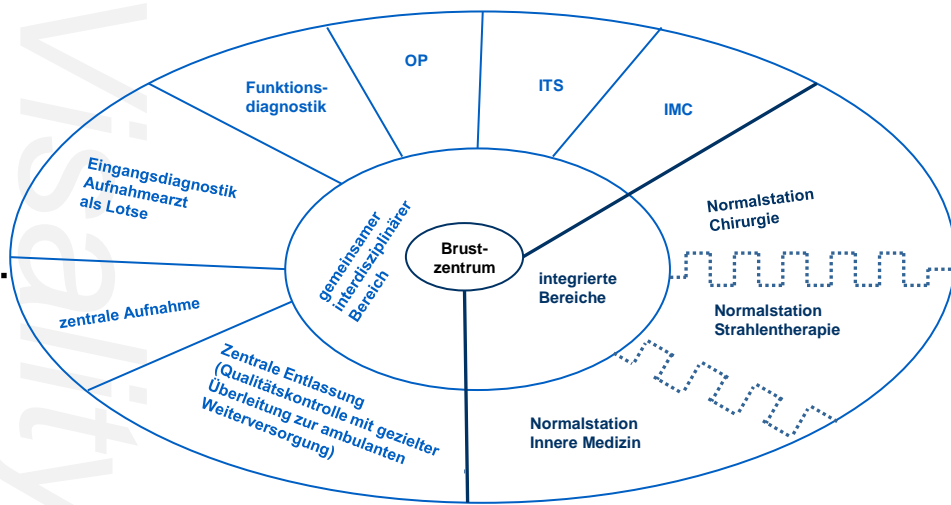 Visality
OP
ITS
IMC
Funktions-
diagnostik
Eingangsdiagnostik
Aufnahmearzt
als Lotse
zentrale Aufnahme
Zentrale Entlassung
(Qualitätskontrolle mit gezielter
Überleitung zur ambulanten
Weiterversorgung)
gemeinsamer
interdisziplinärer
Bereich
Brust-
zentrum
integrierte
Bereiche
Normalstation
Chirurgie
Normalstation
Strahlentherapie
Normalstation
Innere Medizin